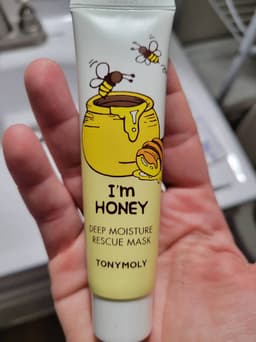 I'm
HONEY
DEEP MOISTURE
RESCUE MASK
TONYMOLY